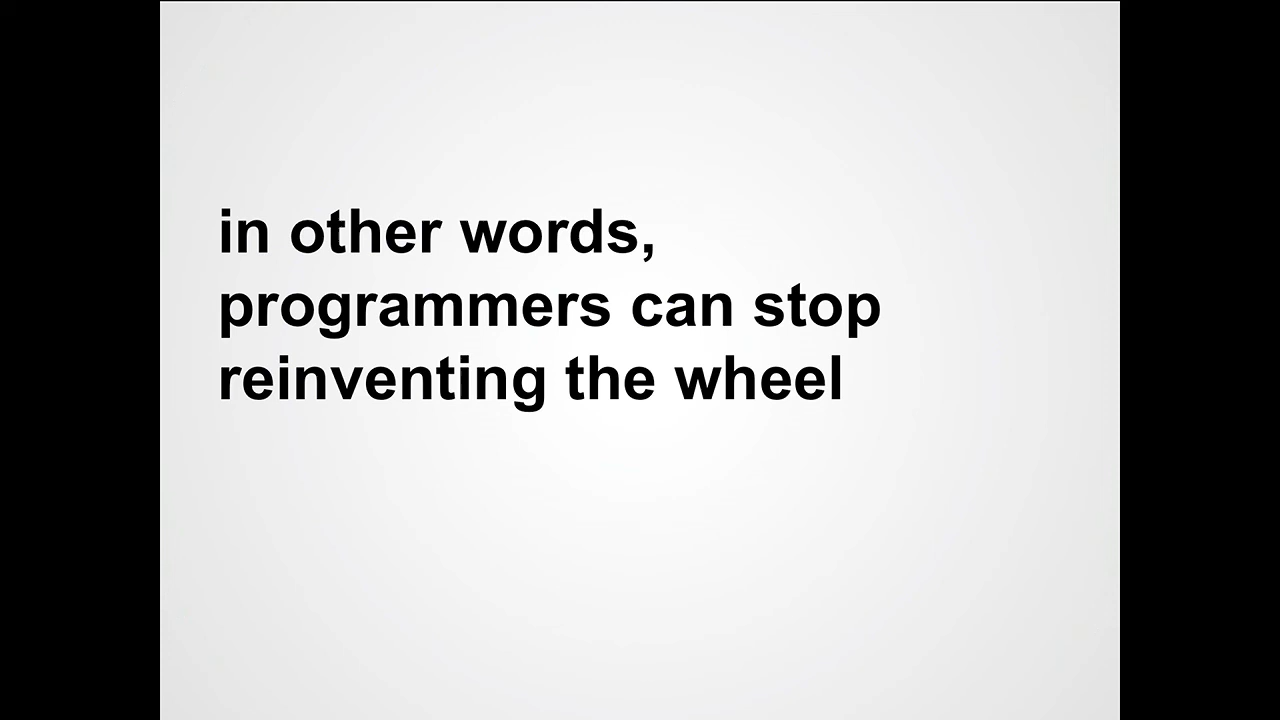 in other words,
programmers can stop
reinventing the wheel